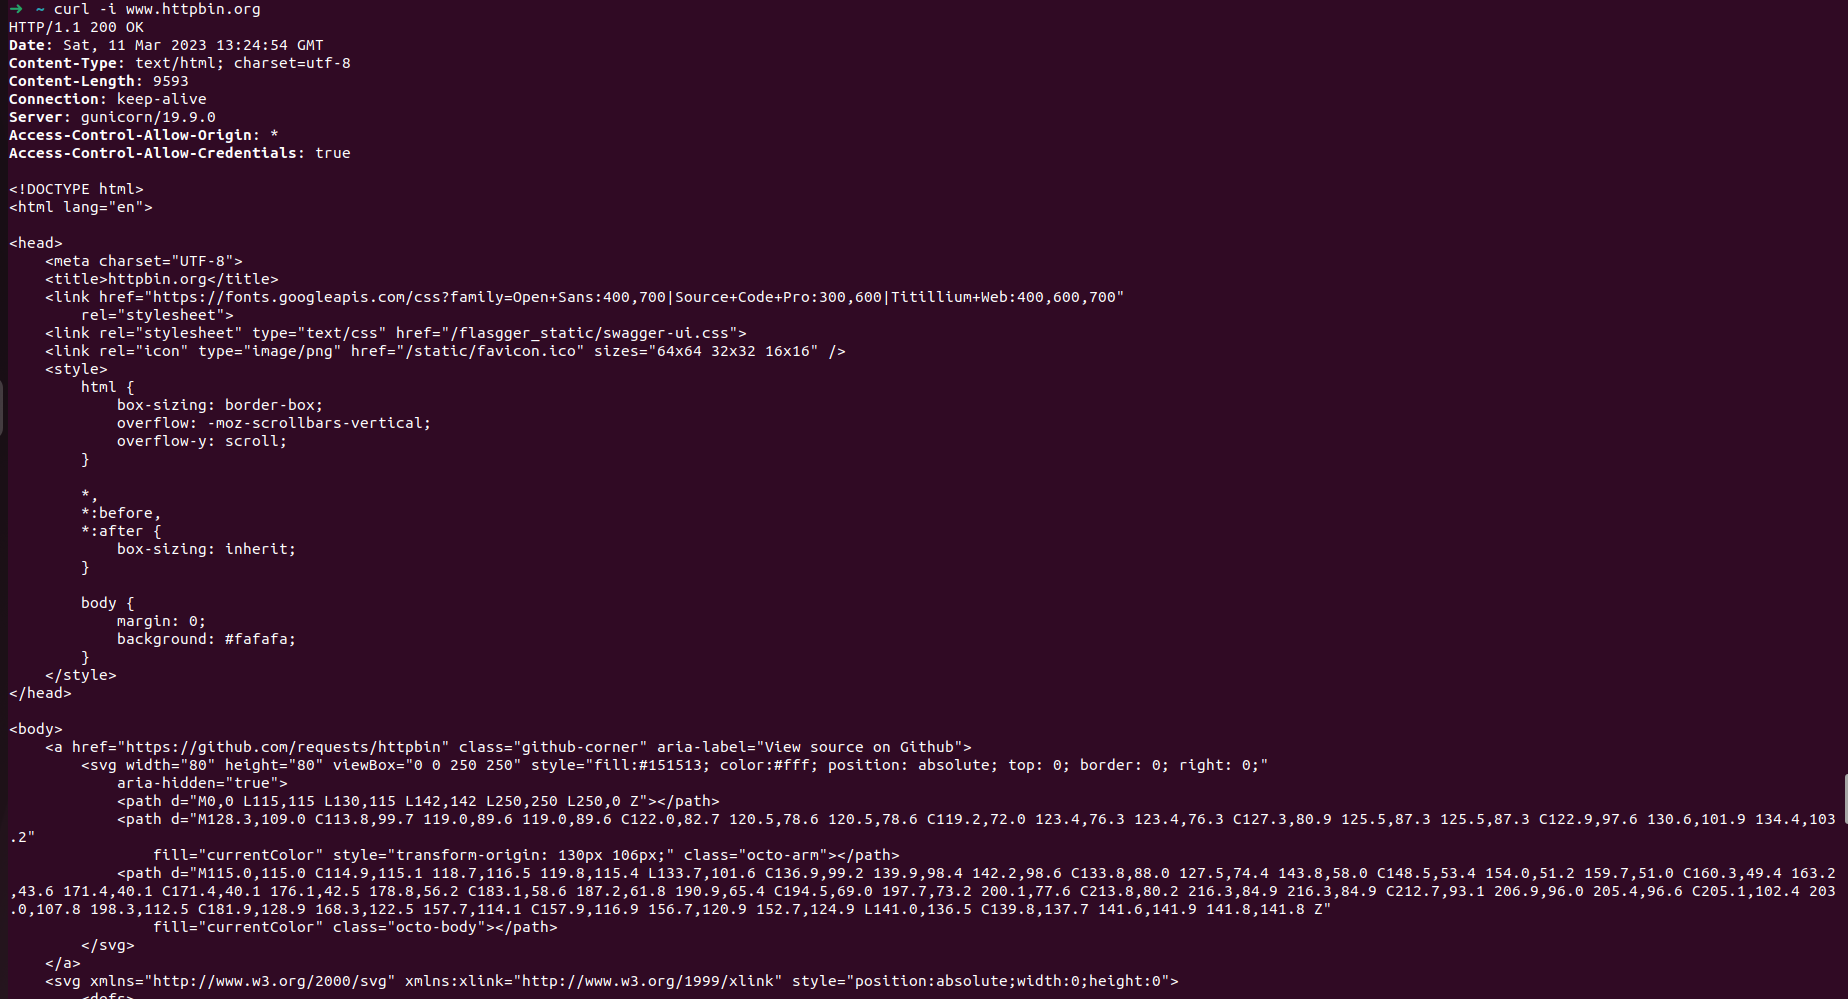 ➜  ~ curl -i www.httpbin.org
HTTP/1.1 200 OK
Date: Sat, 11 Mar 2023 13:24:54 GMT
Content-Type: text/html; charset=utf-8
Content-Length: 9593
Connection: keep-alive
Server: gunicorn/19.9.0
Access-Control-Allow-Origin: *
Access-Control-Allow-Credentials: true

<!DOCTYPE html>
<html lang="en">

<head>
    <meta charset="UTF-8">
    <title>httpbin.org</title>
    <link href="https://fonts.googleapis.com/css?family=Open+Sans:400,700|Source+Code+Pro:300,600|Titillium+Web:400,600,700"
        rel="stylesheet">
    <link rel="stylesheet" type="text/css" href="/flasgger_static/swagger-ui.css">
    <link rel="icon" type="image/png" href="/static/favicon.ico" sizes="64x64 32x32 16x16" />
    <style>
        html {
            box-sizing: border-box;
            overflow: -moz-scrollbars-vertical;
            overflow-y: scroll;
        }

        *,
        *:before,
        *:after {
            box-sizing: inherit;
        }

        body {
            margin: 0;
            background: #fafafa;
        }
    </style>
</head>

<body>
    <a href="https://github.com/requests/httpbin" class="github-corner" aria-label="View source on Github">
        <svg width="80" height="80" viewBox="0 0 250 250" style="fill:#151513; color:#fff; position: absolute; top: 0; border: 0; right: 0;"
            aria-hidden="true">
            <path d="M0,0 L115,115 L130,115 L142,142 L250,250 L250,0 Z"></path>
            <path d="M128.3,109.0 C113.8,99.7 119.0,89.6 119.0,89.6 C122.0,82.7 120.5,78.6 120.5,78.6 C119.2,72.0 123.4,76.3 123.4,76.3 C127.3,80.9 125.5,87.3 125.5,87.3 C122.9,97.6 130.6,101.9 134.4,103
.2"
                fill="currentColor" style="transform-origin: 130px 106px;" class="octo-arm"></path>
            <path d="M115.0,115.0 C114.9,115.1 118.7,116.5 119.8,115.4 L133.7,101.6 C136.9,99.2 139.9,98.4 142.2,98.6 C133.8,88.0 127.5,74.4 143.8,58.0 C148.5,53.4 154.0,51.2 159.7,51.0 C160.3,49.4 163.2
,43.6 171.4,40.1 C171.4,40.1 176.1,42.5 178.8,56.2 C183.1,58.6 187.2,61.8 190.9,65.4 C194.5,69.0 197.7,73.2 200.1,77.6 C213.8,80.2 216.3,84.9 216.3,84.9 C212.7,93.1 206.9,96.0 205.4,96.6 C205.1,102.4 203
.0,107.8 198.3,112.5 C181.9,128.9 168.3,122.5 157.7,114.1 C157.9,116.9 156.7,120.9 152.7,124.9 L141.0,136.5 C139.8,137.7 141.6,141.9 141.8,141.8 Z"
                fill="currentColor" class="octo-body"></path>
        </svg>
    </a>
    <svg xmlns="http://www.w3.org/2000/svg" xmlns:xlink="http://www.w3.org/1999/xlink" style="position:absolute;width:0;height:0">
        <defs>